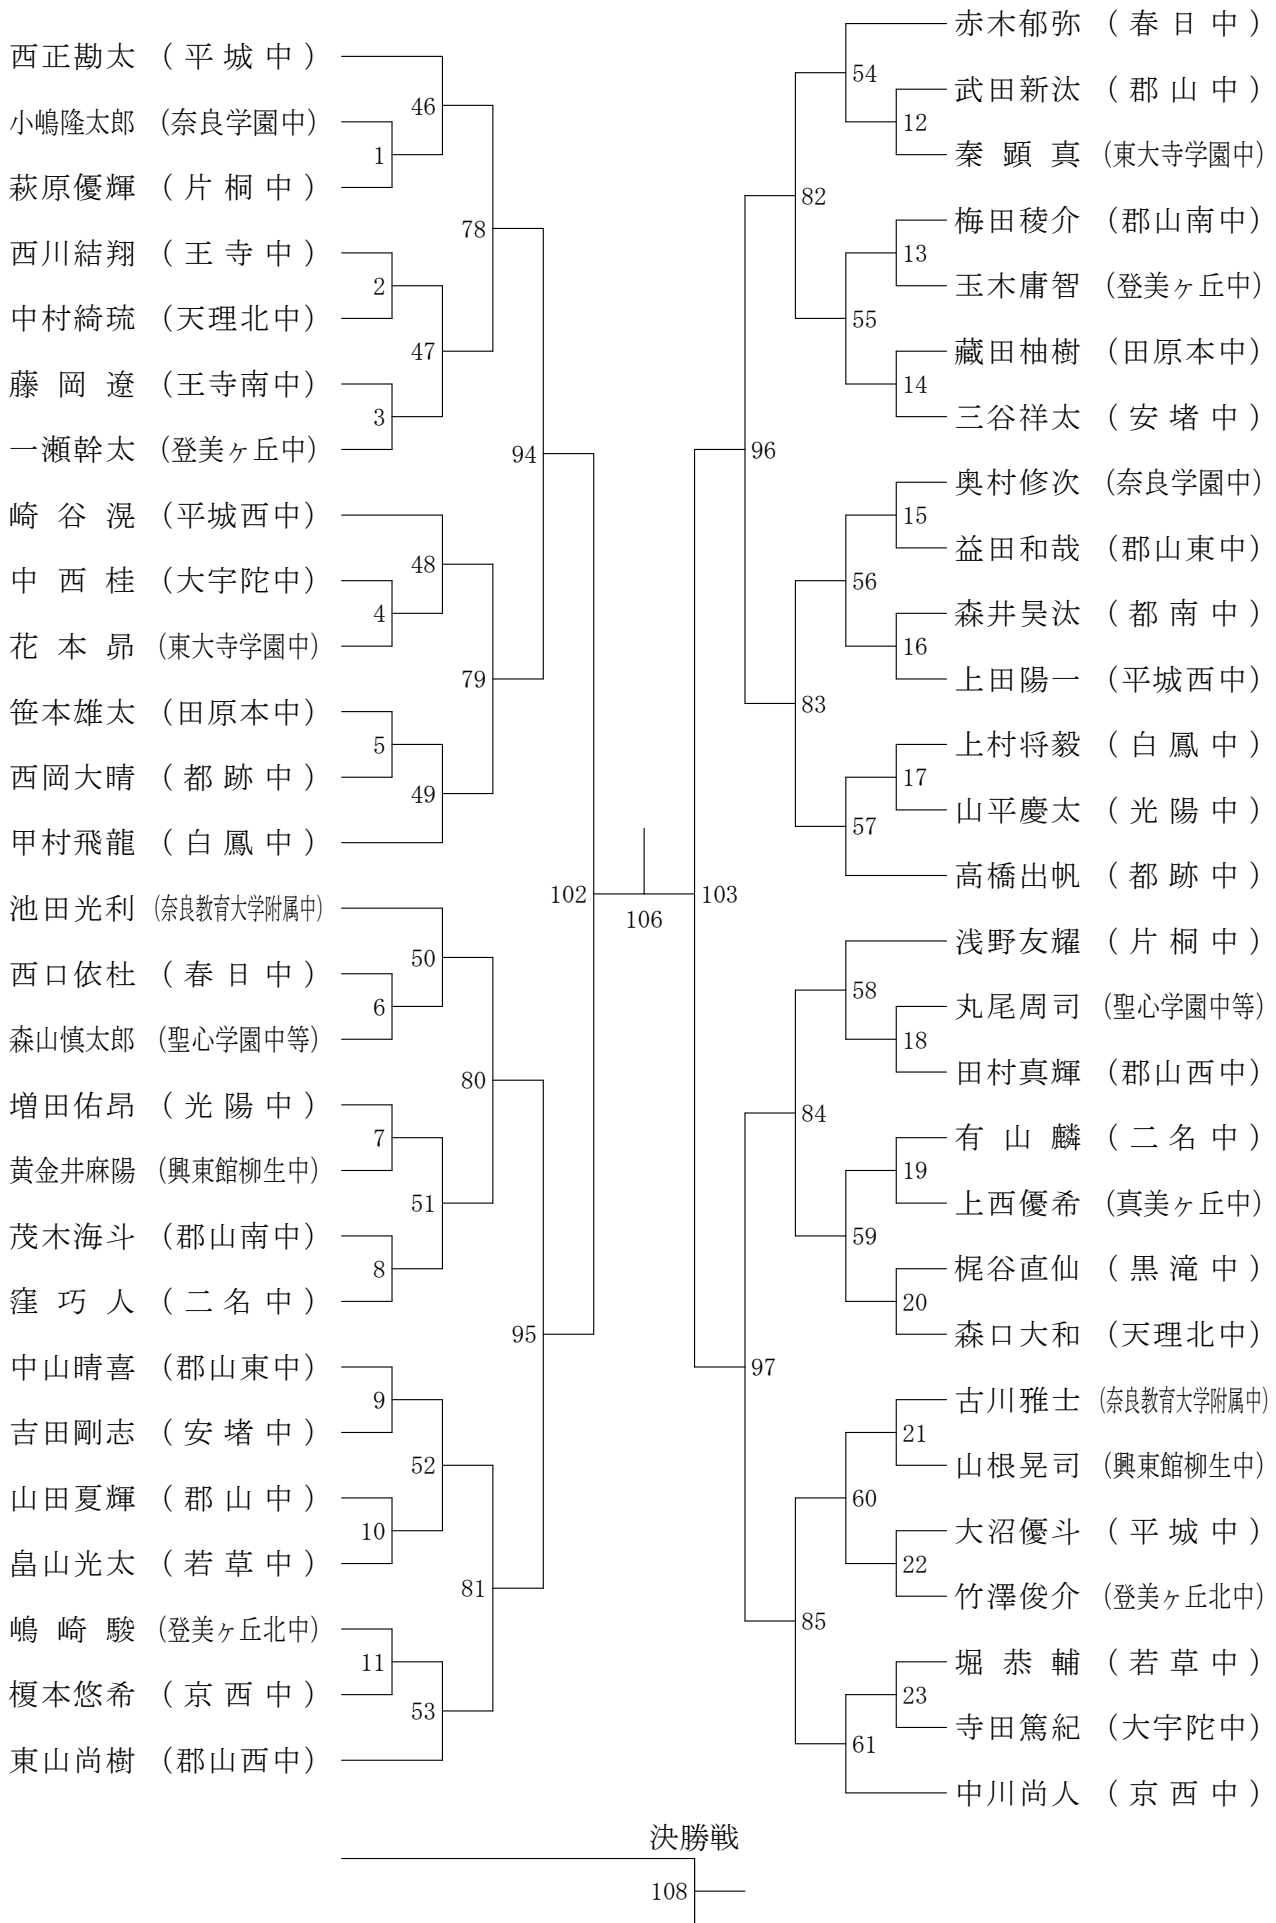 西正勘太 （ 平 城 中 ）
小嶋隆太郎 （奈良学園中）
萩原優輝 （ 片 桐 中 ）
西川結翔 （ 王 寺 中 ）
中村綺琉 （天理北中）
藤 岡 遼 （王寺南中）
一瀬幹太 （登美ヶ丘中）
崎 谷 滉 （平城西中）
中 西 桂 （大宇陀中）
花 本 昴 （東大寺学園中）
笹本雄太 （田原本中）
西岡大晴 （ 都 跡 中 ）
甲村飛龍 （ 白 鳳 中 ）
池田光利 （奈良教育大学附属中）
西口依杜 （ 春 日 中 ）
森山慎太郎 （聖心学園中等）
増田佑昂 （ 光 陽 中 ）
黄金井麻陽 （興東館柳生中）
茂木海斗 （郡山南中）
窪 巧 人 （ 二 名 中 ）
中山晴喜 （郡山東中）
吉田剛志 （ 安 堵 中 ）
山田夏輝 （ 郡 山 中 ）
畠山光太 （ 若 草 中 ）
嶋 崎 駿 （登美ヶ丘北中）
榎本悠希 （ 京 西 中 ）
東山尚樹 （郡山西中）
1
2
3
4
5
6
7
8
9
10
11
46
47
48
49
50
51
52
53
78
79
80
81
94
95
102
106
103
96
97
82
83
84
85
54
55
56
57
58
59
60
61
12
13
14
15
16
17
18
19
20
21
22
23
赤木郁弥 （ 春 日 中 ）
武田新汰 （ 郡 山 中 ）
秦 顕 真 （東大寺学園中）
梅田稜介 （郡山南中）
玉木庸智 （登美ヶ丘中）
藏田柚樹 （田原本中）
三谷祥太 （ 安 堵 中 ）
奥村修次 （奈良学園中）
益田和哉 （郡山東中）
森井昊汰 （ 都 南 中 ）
上田陽一 （平城西中）
上村将毅 （ 白 鳳 中 ）
山平慶太 （ 光 陽 中 ）
高橋出帆 （ 都 跡 中 ）
浅野友耀 （ 片 桐 中 ）
丸尾周司 （聖心学園中等）
田村真輝 （郡山西中）
有 山 麟 （ 二 名 中 ）
上西優希 （真美ヶ丘中）
梶谷直仙 （ 黒 滝 中 ）
森口大和 （天理北中）
古川雅士 （奈良教育大学附属中）
山根晃司 （興東館柳生中）
大沼優斗 （ 平 城 中 ）
竹澤俊介 （登美ヶ丘北中）
堀 恭 輔 （ 若 草 中 ）
寺田篤紀 （大宇陀中）
中川尚人 （ 京 西 中 ）
決勝戦
108